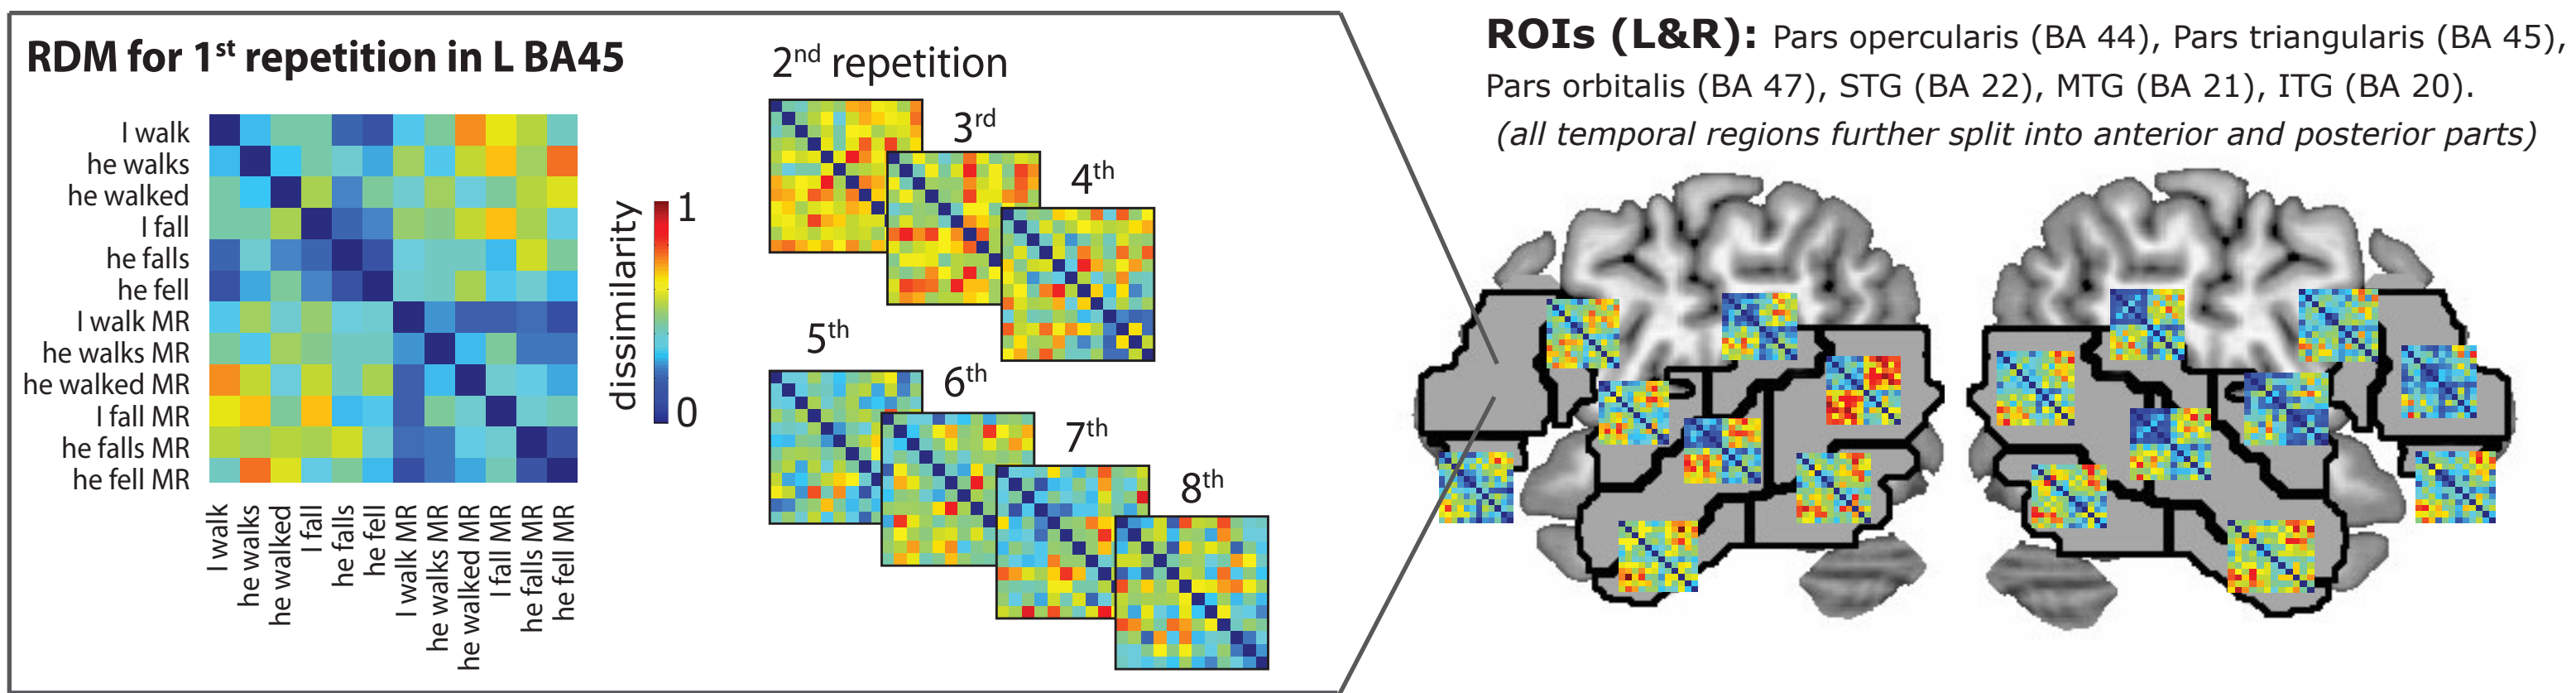 RDM for 1st repetition in L BA45
I walk
he walks
he walked
I fall
he falls
he fell
I walk MR
he walks MR
he walked MR
I fall MR
he falls MR
he fell MR
I walk
he walks
he walked
I fall
he falls
he fell
I walk MR
he walks MR
he walked MR
I fall MR
he falls MR
he fell MR
dissimilarity
1
0
2nd repetition
3rd
4th
5th
6th
7th
8th
ROIs (L&R): Pars opercularis (BA 44), Pars triangularis (BA 45),
Pars orbitalis (BA 47), STG (BA 22), MTG (BA 21), ITG (BA 20).
(all temporal regions further split into anterior and posterior parts)